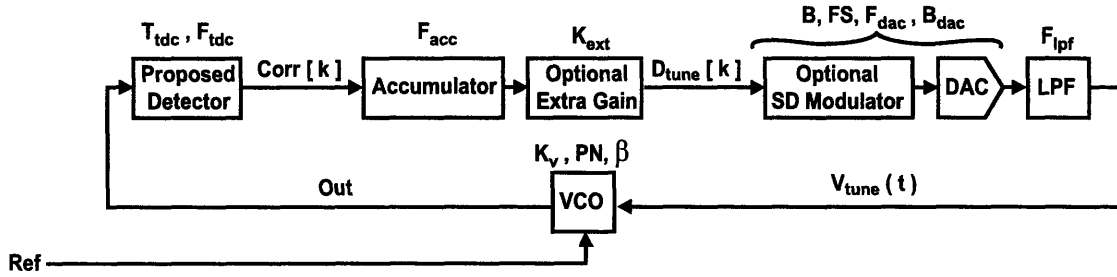 T_tdc , F_tdc
F_acc
K_ext
B, FS, F_dac , B_dac
F_lpf
Proposed
Detector
Corr [ k ]
Accumulator
Optional
Extra Gain
D_tune [ k ]
Optional
SD Modulator
DAC
LPF
K_v , PN, β
Out
VCO
V_tune ( t )
Ref